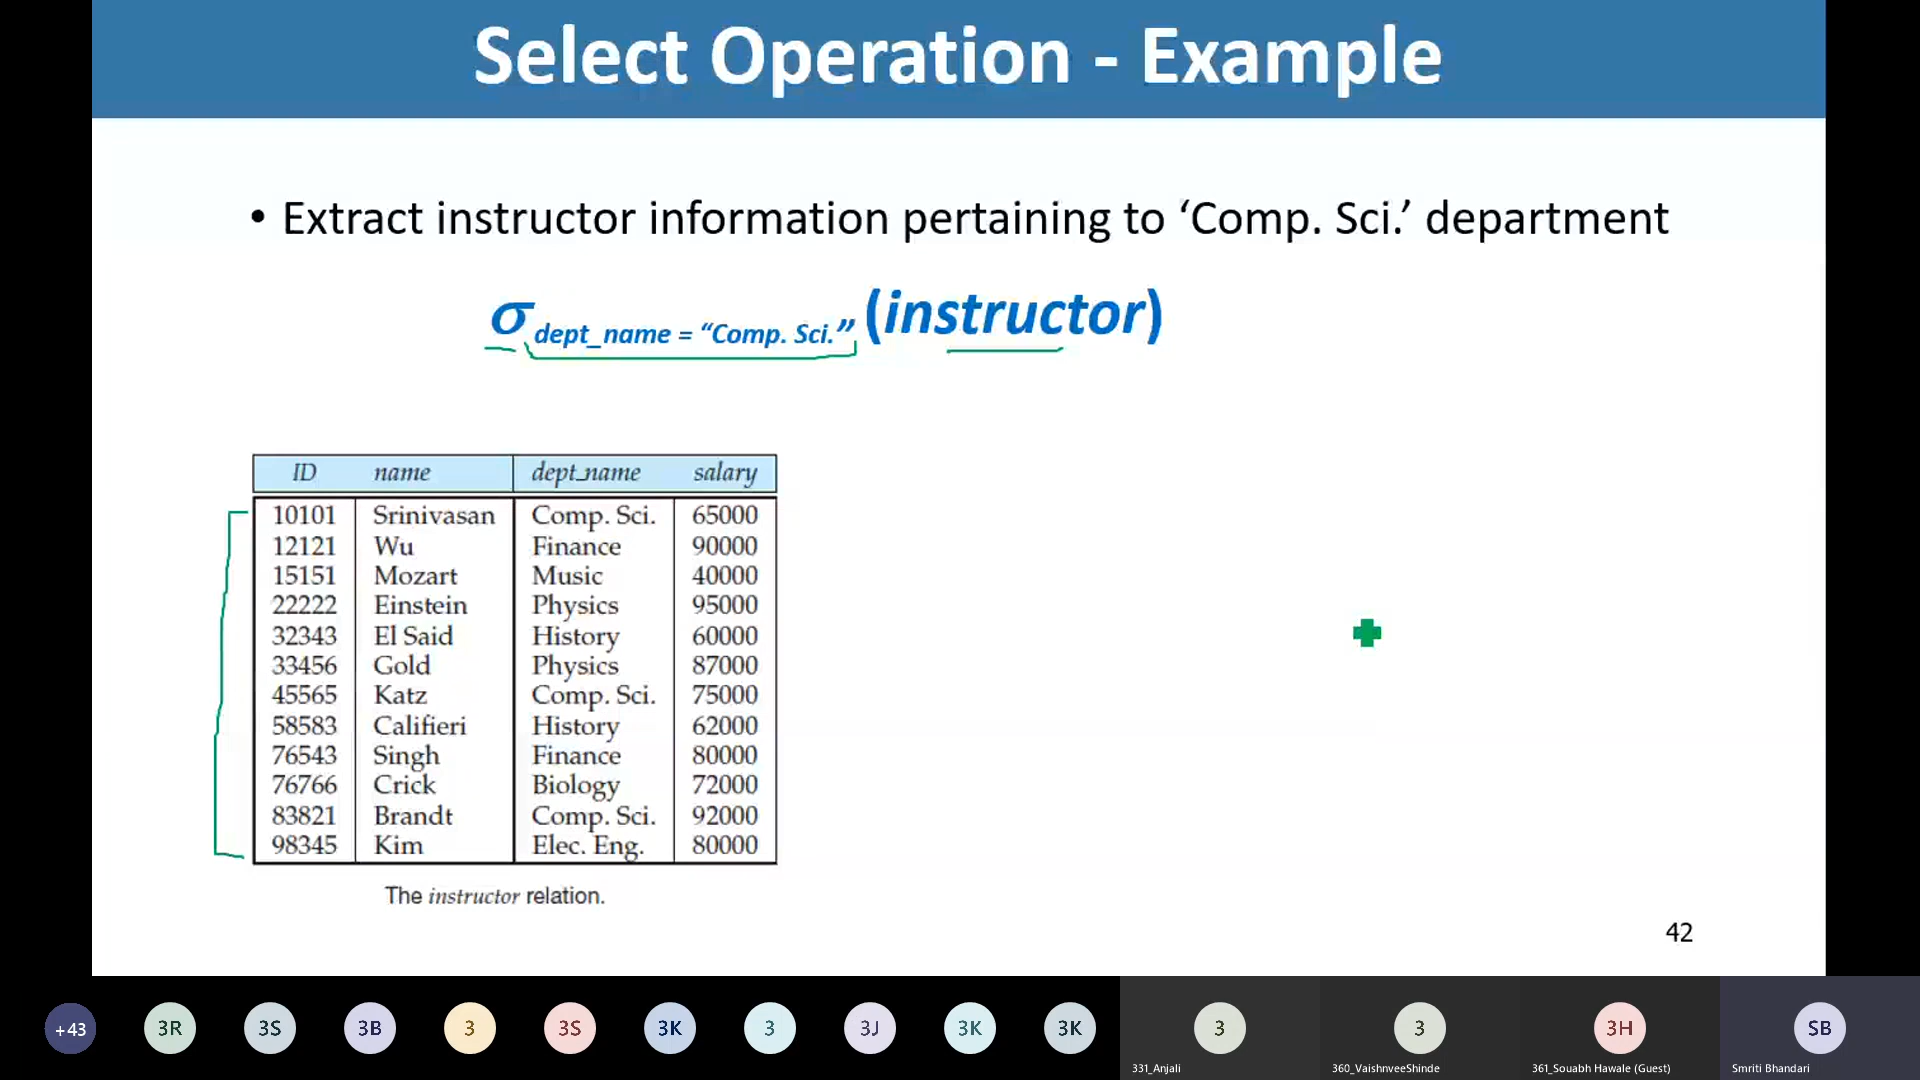 Select Operation - Example
• Extract instructor information pertaining to ‘Comp. Sci.’ department
σ dept_name = “Comp. Sci.” (instructor)
ID name dept_name salary
10101 Srinivasan Comp. Sci. 65000
12121 Wu Finance 90000
15151 Mozart Music 40000
22222 Einstein Physics 95000
32343 El Said History 60000
33456 Gold Physics 87000
45565 Katz Comp. Sci. 75000
58583 Califieri History 62000
76543 Singh Finance 80000
76766 Crick Biology 72000
83821 Brandt Comp. Sci. 92000
98345 Kim Elec. Eng. 80000
The instructor relation.
42
+43 3R 3S 3B 3 3S 3K 3 3J 3K 3K 3 3 3H SB
331_Anjali 360_VaishnveeShinde 361_Souabh Hawale (Guest) Smriti Bhandari